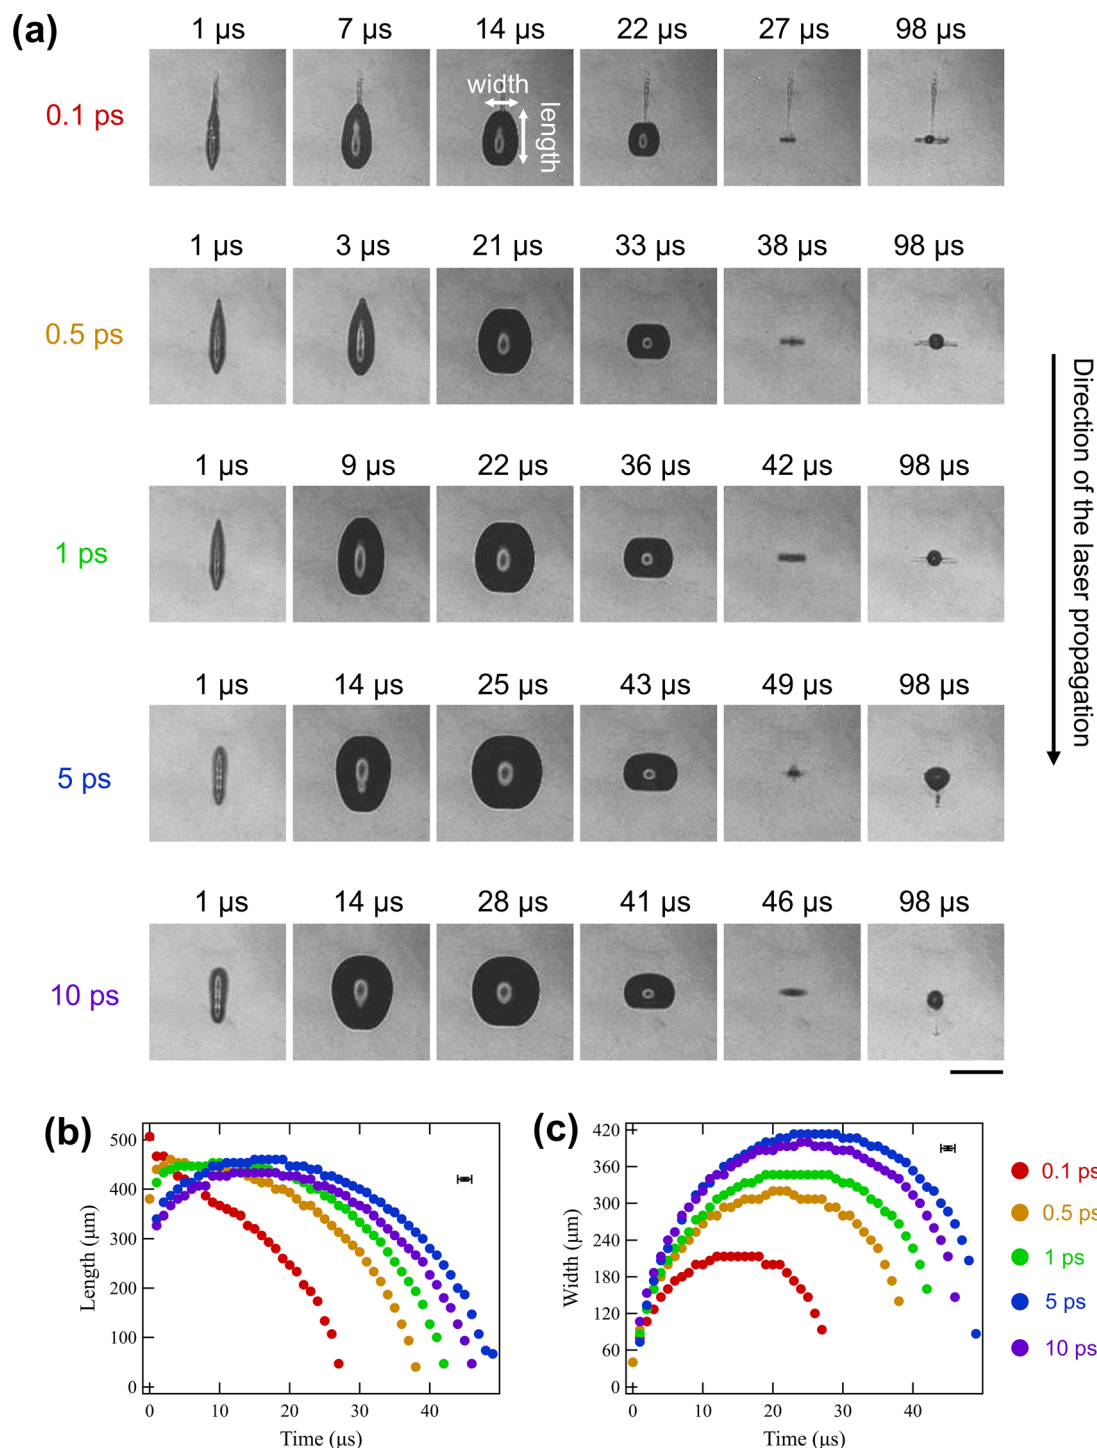 (a)
1 µs 7 µs 14 µs 22 µs 27 µs 98 µs
0.1 ps
width
length
1 µs 3 µs 21 µs 33 µs 38 µs 98 µs
0.5 ps
1 µs 9 µs 22 µs 36 µs 42 µs 98 µs
1 ps
1 µs 14 µs 25 µs 43 µs 49 µs 98 µs
5 ps
1 µs 14 µs 28 µs 41 µs 46 µs 98 µs
10 ps
Direction of the laser propagation
(b)
500
400
300
200
100
0
Length (µm)
0 10 20 30 40
Time (µs)
(c)
420
360
300
240
180
120
60
0
Width (µm)
0 10 20 30 40
Time (µs)
0.1 ps
0.5 ps
1 ps
5 ps
10 ps